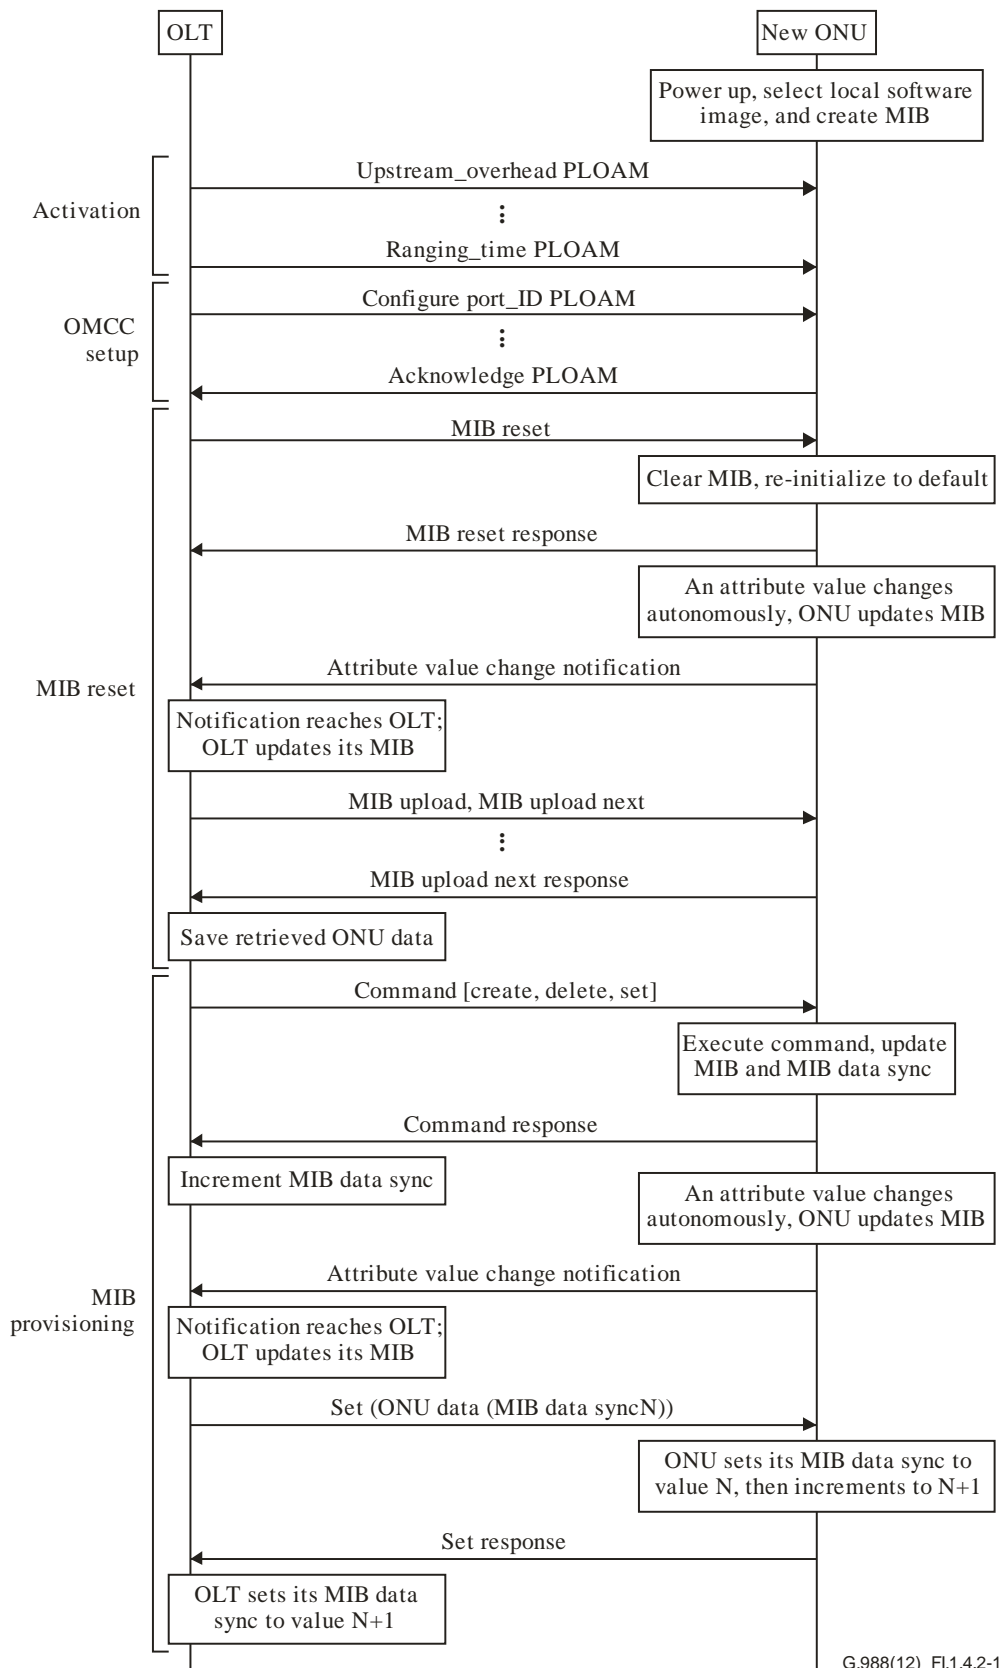 OLT
New ONU
Power up, select local software
image, and create MIB
Activation
Upstream_overhead PLOAM
Ranging_time PLOAM
OMCC
setup
Configure port_ID PLOAM
Acknowledge PLOAM
MIB reset
MIB reset
Clear MIB, re-initialize to default
MIB reset response
An attribute value changes
autonomously, ONU updates MIB
Attribute value change notification
Notification reaches OLT;
OLT updates its MIB
MIB upload, MIB upload next
MIB upload next response
Save retrieved ONU data
MIB
provisioning
Command [create, delete, set]
Execute command, update
MIB and MIB data sync
Command response
Increment MIB data sync
An attribute value changes
autonomously, ONU updates MIB
Attribute value change notification
Notification reaches OLT;
OLT updates its MIB
Set (ONU data (MIB data syncN))
ONU sets its MIB data sync to
value N, then increments to N+1
Set response
OLT sets its MIB data
sync to value N+1
G.988(12)_FI.1.4.2-1